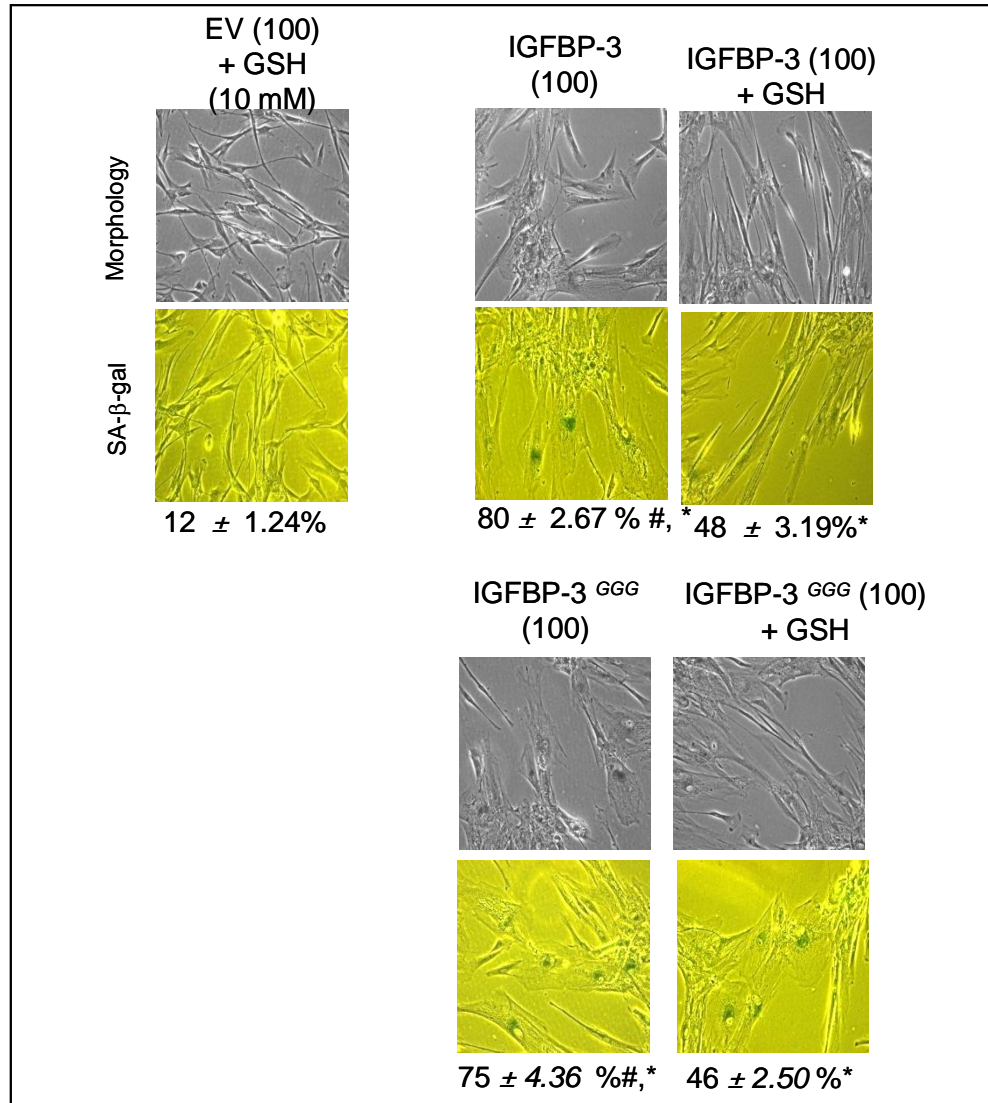 EV (100)
+ GSH
(10 mM)
IGFBP-3
(100)
IGFBP-3 (100)
+ GSH
Morphology
SA-β-gal
12 ± 1.24%
80 ± 2.67 % #, *
48 ± 3.19%*
IGFBP-3 GGG
(100)
IGFBP-3 GGG (100)
+ GSH
75 ± 4.36 %#,*
46 ± 2.50 %*